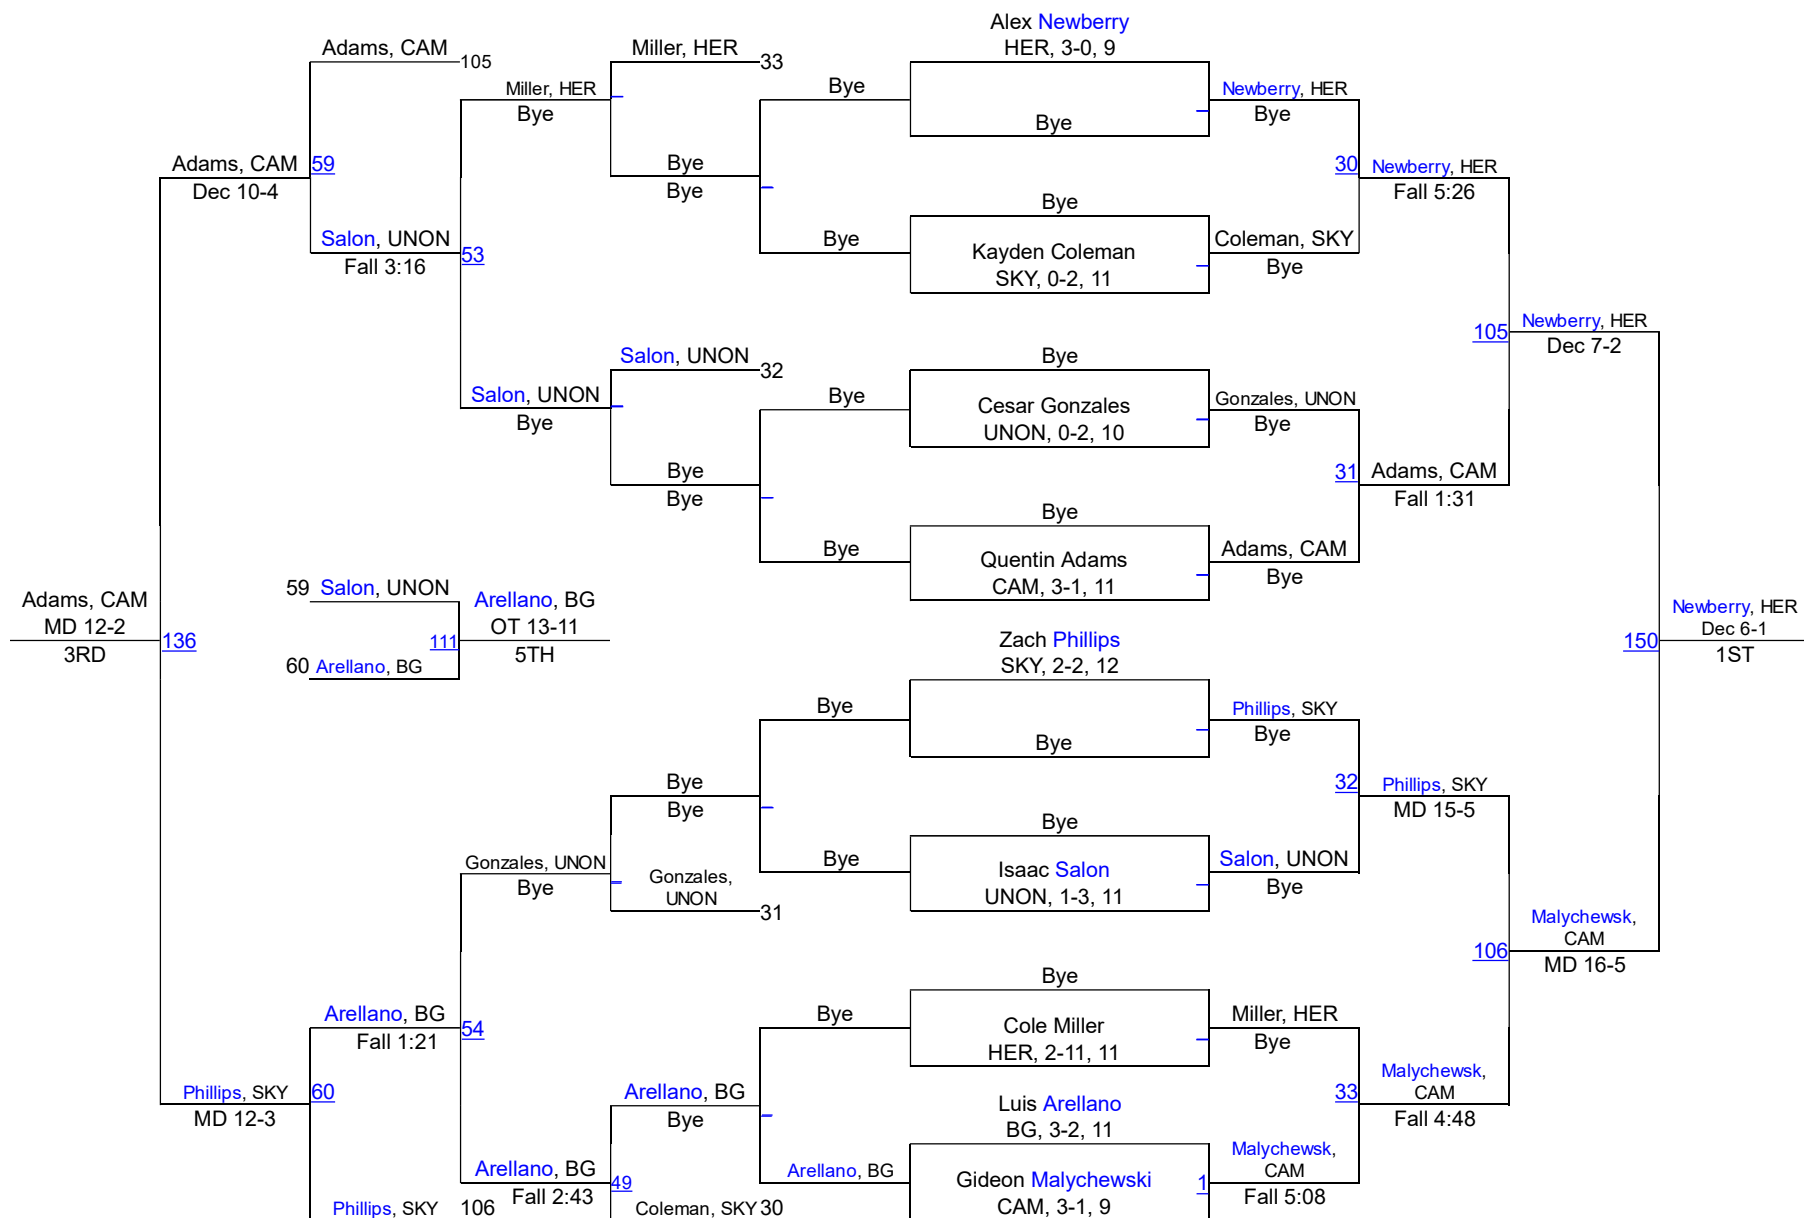 Alex Newberry
HER, 3-0, 9
Adams, CAM
105
Miller, HER
33
Miller, HER
Bye
Bye
Bye
Newberry, HER
Bye
Adams, CAM
59
Dec 10-4
Bye
Bye
30
Newberry, HER
Fall 5:26
Bye
Salon, UNON
53
Fall 3:16
Bye
Kayden Coleman
SKY, 0-2, 11
Coleman, SKY
Bye
105
Newberry, HER
Dec 7-2
Salon, UNON
32
Bye
Salon, UNON
Bye
Bye
Cesar Gonzales
UNON, 0-2, 10
Gonzales, UNON
Bye
Bye
Bye
31
Adams, CAM
Fall 1:31
Bye
Bye
Quentin Adams
CAM, 3-1, 11
Adams, CAM
Bye
Adams, CAM
MD 12-2
3RD
136
59
Salon, UNON
60
Arellano, BG
111
Arellano, BG
OT 13-11
5TH
Newberry, HER
Dec 6-1
1ST
150
Zach Phillips
SKY, 2-2, 12
Bye
Bye
Phillips, SKY
Bye
Bye
Bye
32
Phillips, SKY
MD 15-5
Bye
Gonzales, UNON
Bye
Gonzales,
UNON
31
Bye
Isaac Salon
UNON, 1-3, 11
Salon, UNON
Bye
106
Malychewsk,
CAM
MD 16-5
Bye
Arellano, BG
Fall 1:21
54
Bye
Cole Miller
HER, 2-11, 11
Miller, HER
Bye
Phillips, SKY
MD 12-3
60
Arellano, BG
Bye
Luis Arellano
BG, 3-2, 11
33
Malychewsk,
CAM
Fall 4:48
Arellano, BG
Fall 2:43
49
Arellano, BG
Gideon Malychewski
CAM, 3-1, 9
1
Malychewsk,
CAM
Fall 5:08
Phillips, SKY
106
Coleman, SKY
30